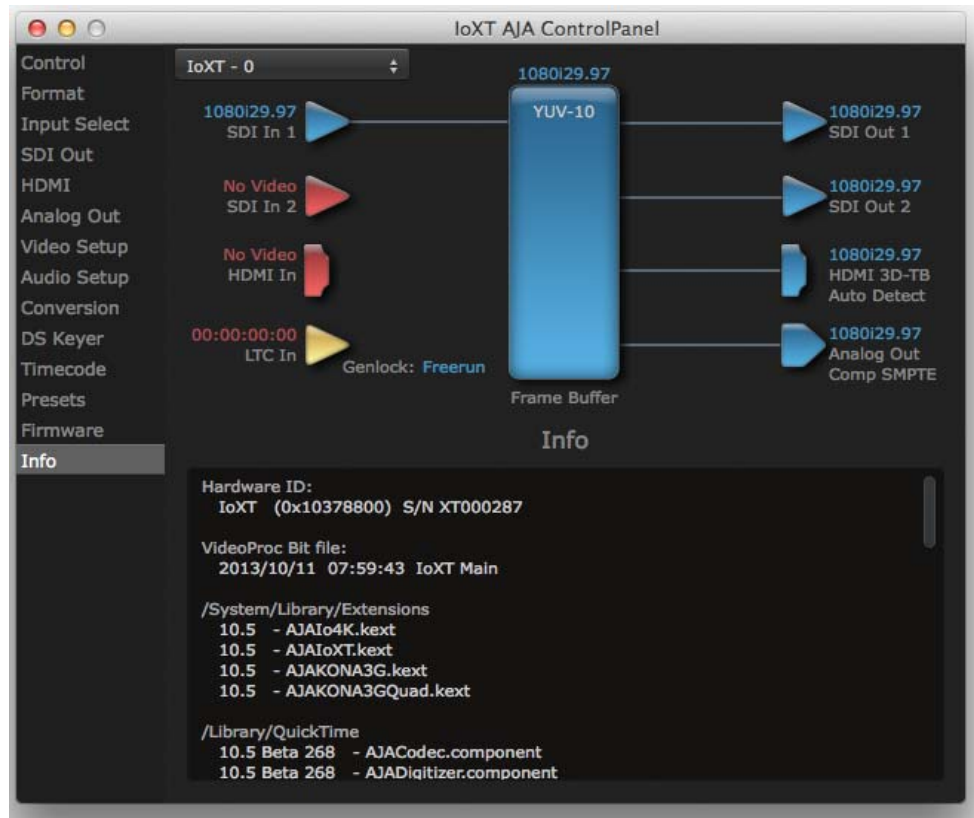 IoXT AJA ControlPanel
Control
Format
Input Select
SDI Out
HDMI
Analog Out
Video Setup
Audio Setup
Conversion
DS Keyer
Timecode
Presets
Firmware
Info
IoXT - 0
1080i29.97
SDI In 1
No Video
SDI In 2
No Video
HDMI In
00:00:00:00
LTC In
Genlock: Freerun
1080i29.97
YUV-10
Frame Buffer
1080i29.97
SDI Out 1
1080i29.97
SDI Out 2
1080i29.97
HDMI 3D-TB
Auto Detect
1080i29.97
Analog Out
Comp SMPTE
Info
Hardware ID:
IoXT (0x10378800) S/N XT000287
VideoProc Bit file:
2013/10/11 07:59:43 IoXT Main
/System/Library/Extensions
10.5 - AJAIo4K.kext
10.5 - AJAIoXT.kext
10.5 - AJAKONA3G.kext
10.5 - AJAKONA3GQuad.kext
/Library/QuickTime
10.5 Beta 268 - AJACodec.component
10.5 Beta 268 - AJADigitizer.component